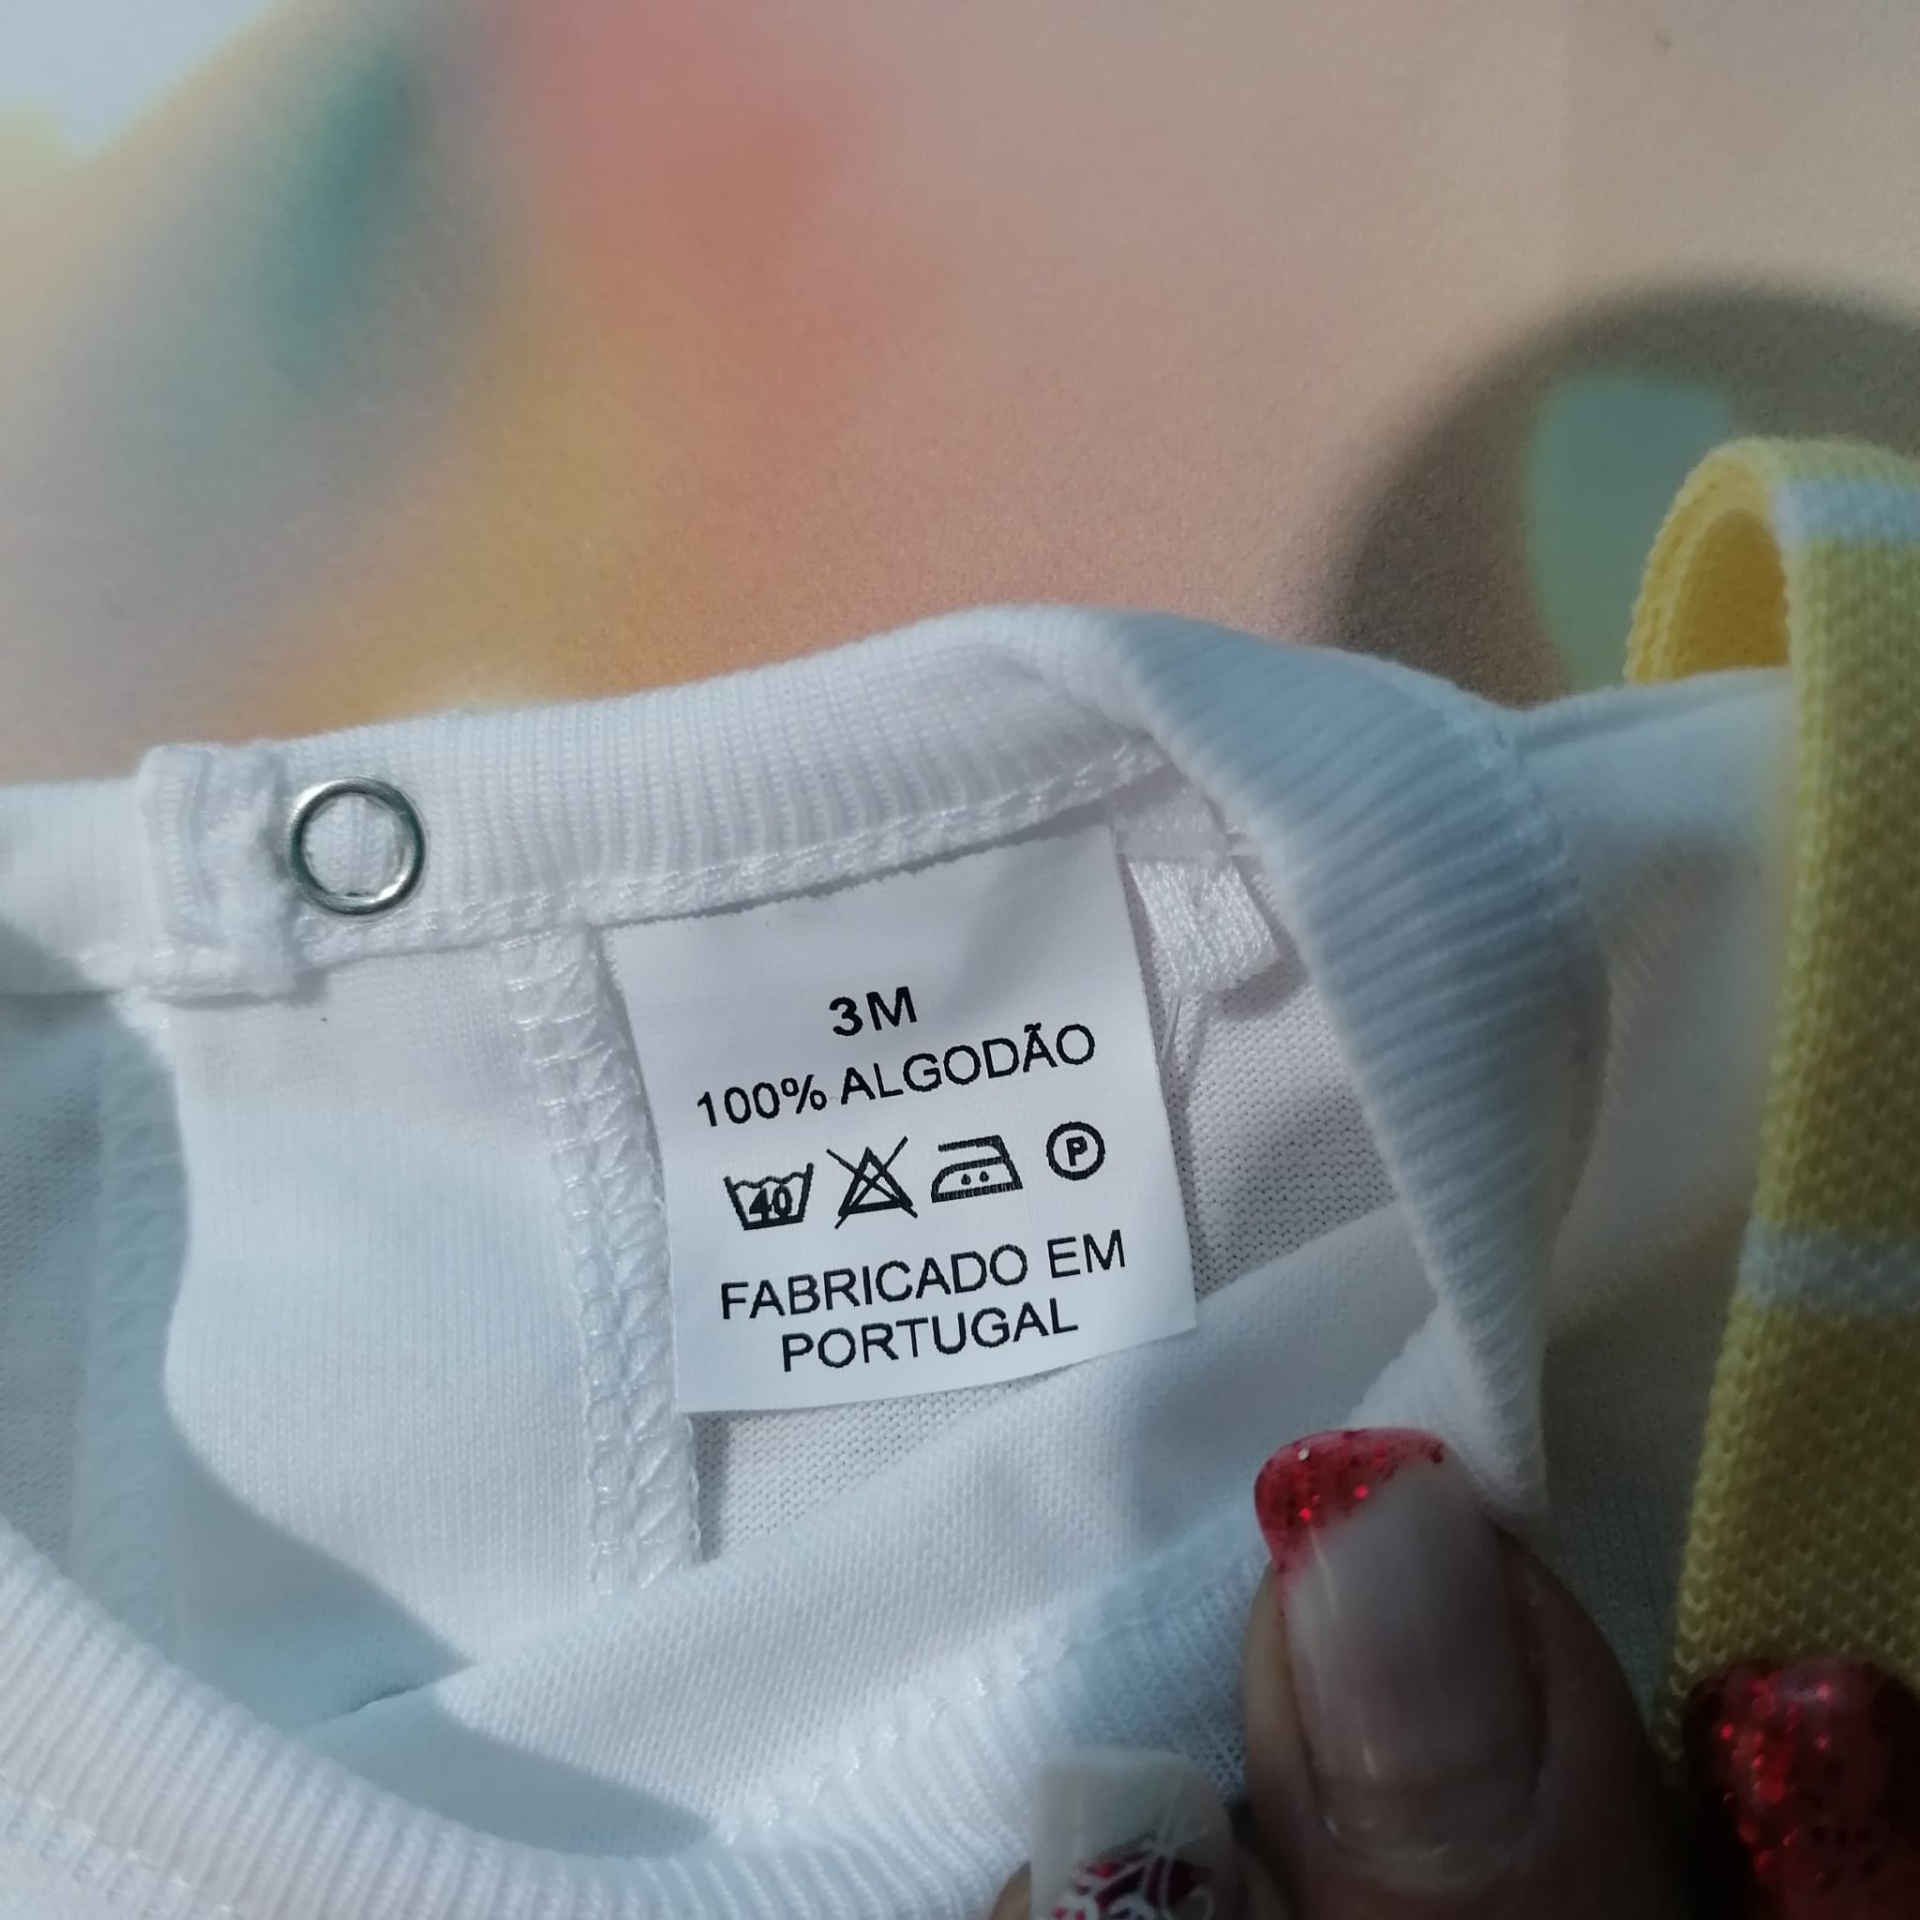 3M
100% ALGODÃO
40 P
FABRICADO EM
PORTUGAL